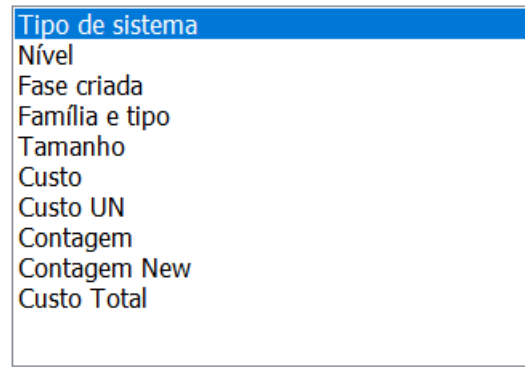 Tipo de sistema
Nível
Fase criada
Família e tipo
Tamanho
Custo
Custo UN
Contagem
Contagem New
Custo Total